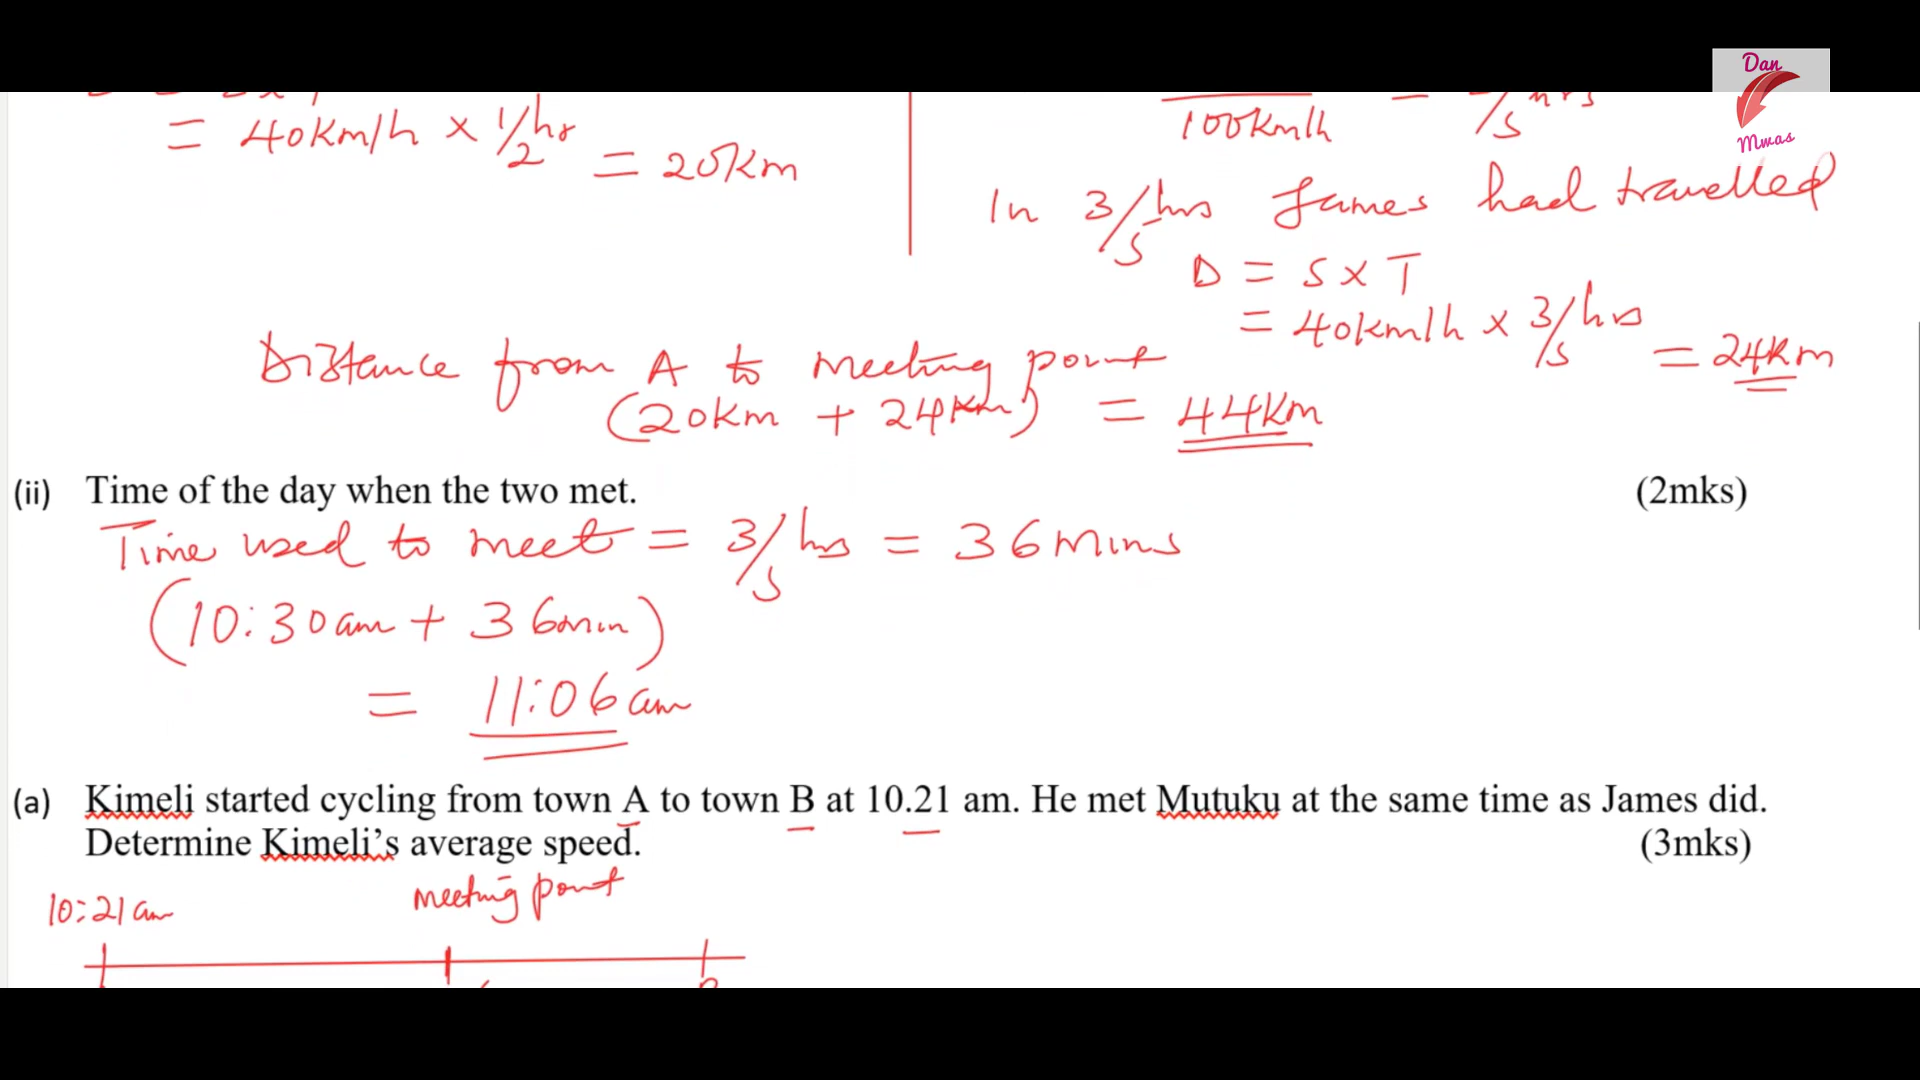 Dan
Mwas
= 40km/h × 1/2 hr = 20km
100km/h = 3/5 hrs
In 3/5 hrs James had travelled
D = S × T
= 40km/h × 3/5 hrs = 24km
Distance from A to meeting point
(20km + 24km) = 44km
(ii) Time of the day when the two met. (2mks)
Time used to meet = 3/5 hrs = 36mins
(10:30am + 36min)
= 11:06am
(a) Kimeli started cycling from town A to town B at 10.21 am. He met Mutuku at the same time as James did.
Determine Kimeli’s average speed. (3mks)
10:21am meeting point